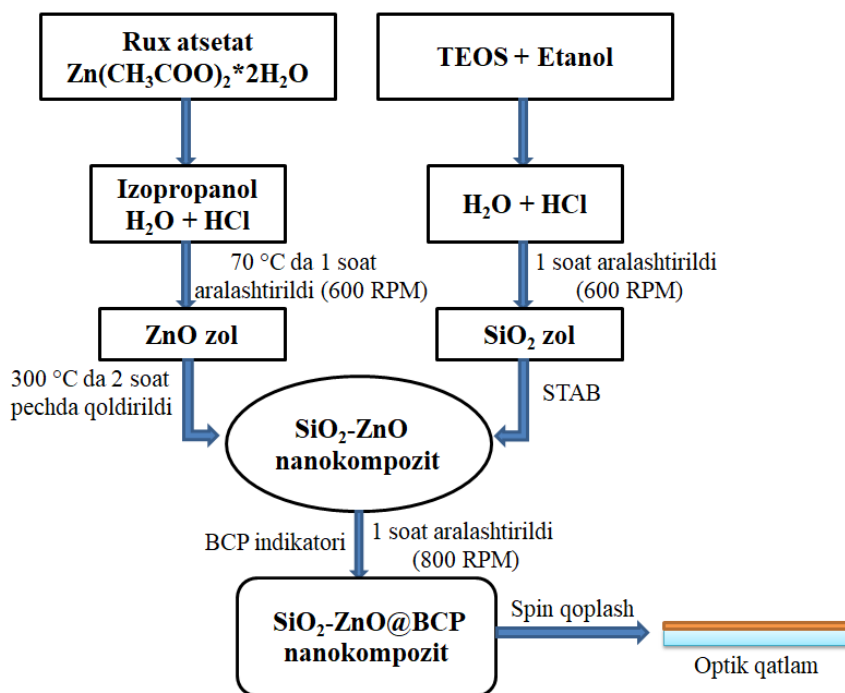 Rux atsetat
Zn(CH₃COO)₂*2H₂O
TEOS + Etanol
Izopropanol
H₂O + HCl
H₂O + HCl
70 °C da 1 soat
aralashtirildi (600 RPM)
1 soat aralashtirildi
(600 RPM)
ZnO zol
SiO₂ zol
300 °C da 2 soat
pechda qoldirildi
STAB
SiO₂-ZnO
nanokompozit
BCP indikatori
1 soat aralashtirildi
(800 RPM)
SiO₂-ZnO@BCP
nanokompozit
Spin qoplash
Optik qatlam